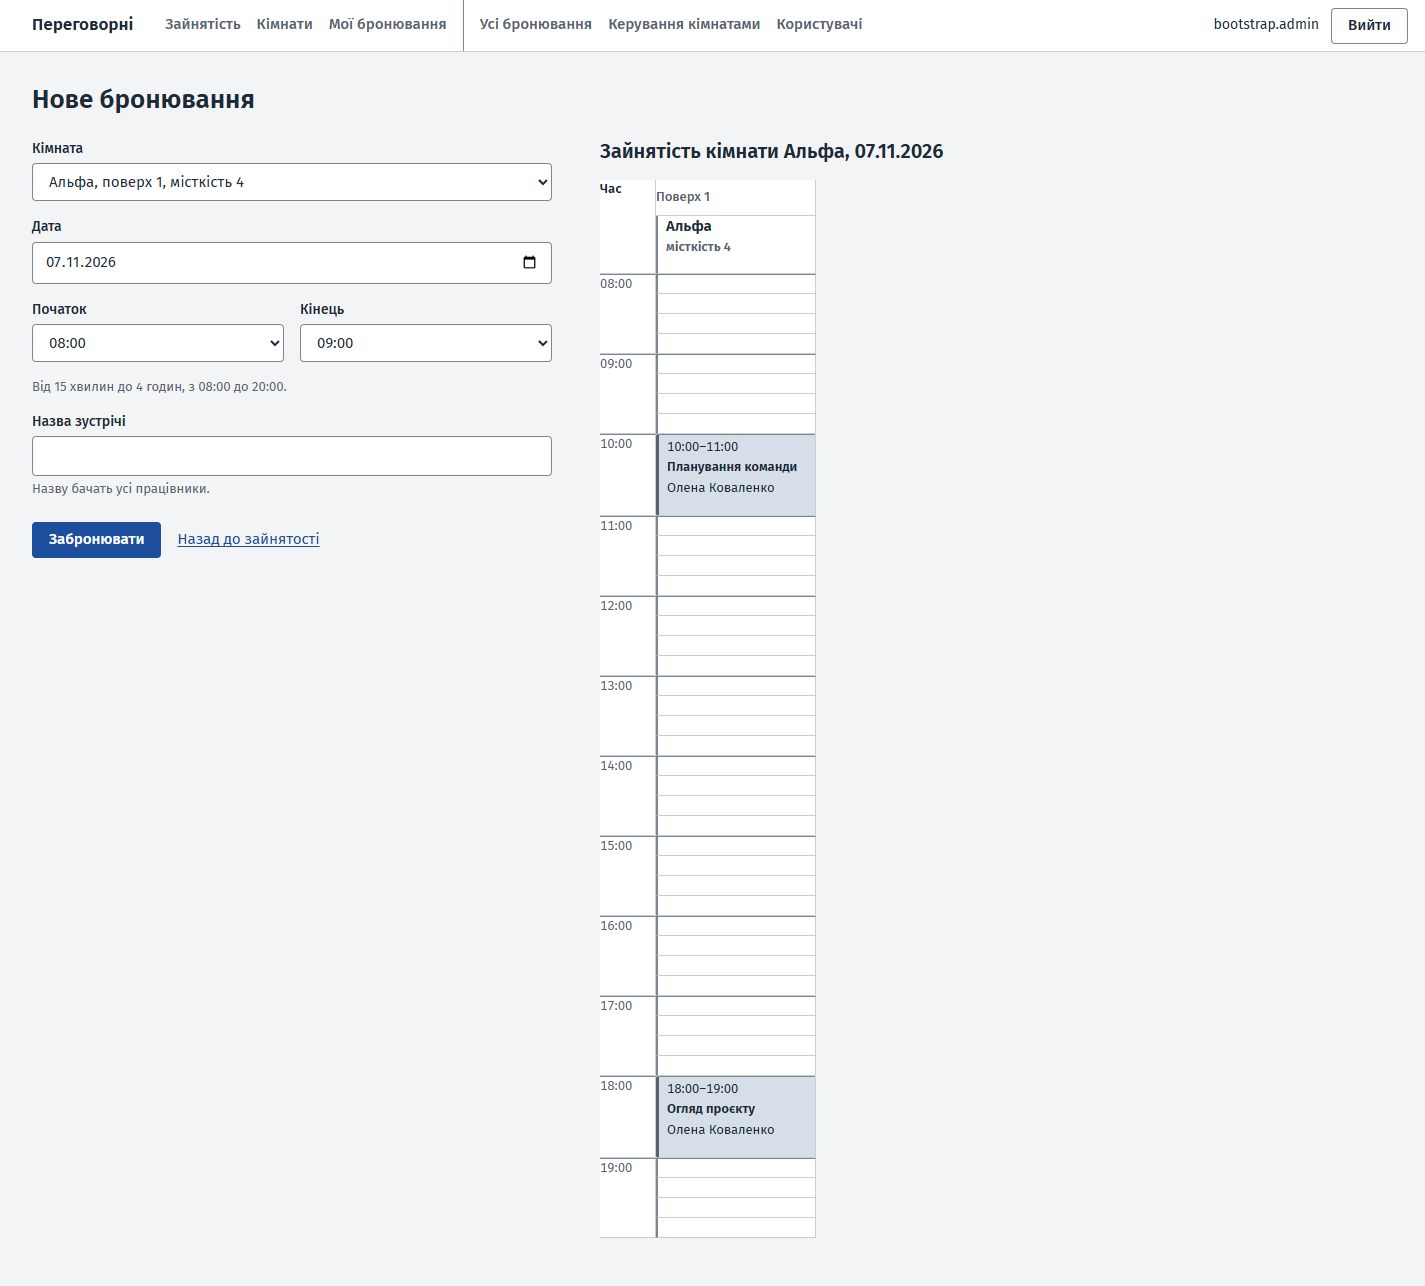 Переговорні Зайнятість Кімнати Мої бронювання Усі бронювання Керування кімнатами Користувачі bootstrap.admin Вийти
Нове бронювання
Кімната
Альфа, поверх 1, місткість 4
Дата
07.11.2026
Початок Кінець
08:00 09:00
Від 15 хвилин до 4 годин, з 08:00 до 20:00.
Назва зустрічі
Назву бачать усі працівники.
Забронювати Назад до зайнятості
Зайнятість кімнати Альфа, 07.11.2026
Час Поверх 1
Альфа
місткість 4
08:00
09:00
10:00 10:00–11:00
Планування команди
Олена Коваленко
11:00
12:00
13:00
14:00
15:00
16:00
17:00
18:00 18:00–19:00
Огляд проєкту
Олена Коваленко
19:00